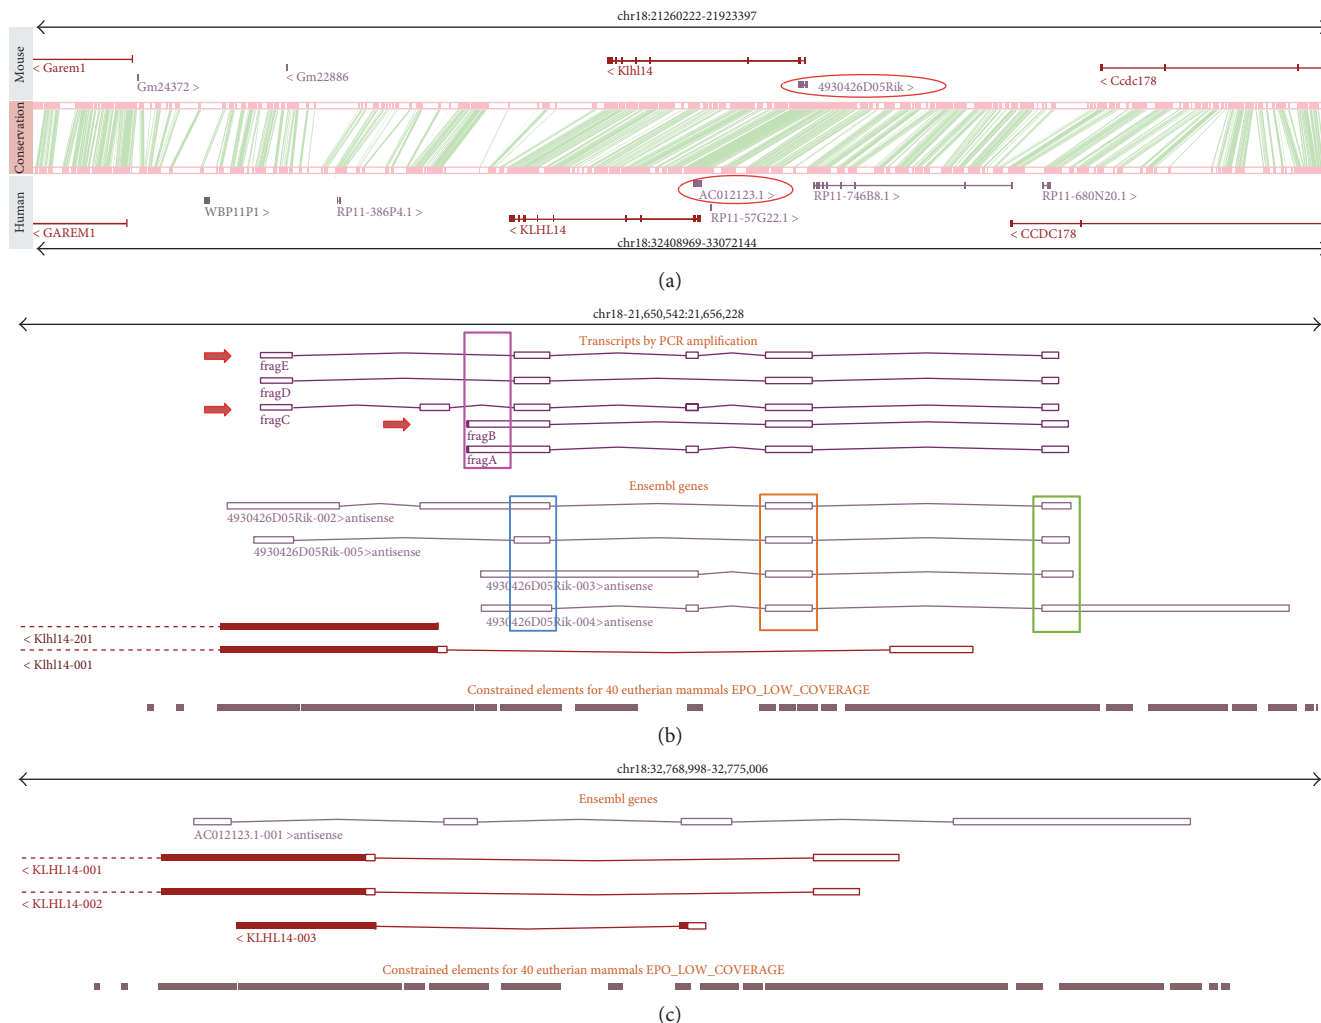 chr18:21260222-21923397
Mouse
< Garem1
Gm24372 >
< Gm22886
< Klhl14
4930426D05Rik >
< Ccdc178
Conservation
Human
AC012123.1 >
WBP11P1 >
RP11-386P4.1 >
RP11-57G22.1 >
RP11-746B8.1 >
RP11-680N20.1 >
< GAREM1
< KLHL14
< CCDC178
chr18:32408969-33072144
(a)
chr18-21,650,542:21,656,228
Transcripts by PCR amplification
fragE
fragD
fragC
fragB
fragA
Ensembl genes
4930426D05Rik-002>antisense
4930426D05Rik-005>antisense
4930426D05Rik-003>antisense
4930426D05Rik-004>antisense
< Klhl14-201
< Klhl14-001
Constrained elements for 40 eutherian mammals EPO_LOW_COVERAGE
(b)
chr18:32,768,998-32,775,006
Ensembl genes
AC012123.1-001 >antisense
< KLHL14-001
< KLHL14-002
< KLHL14-003
Constrained elements for 40 eutherian mammals EPO_LOW_COVERAGE
(c)